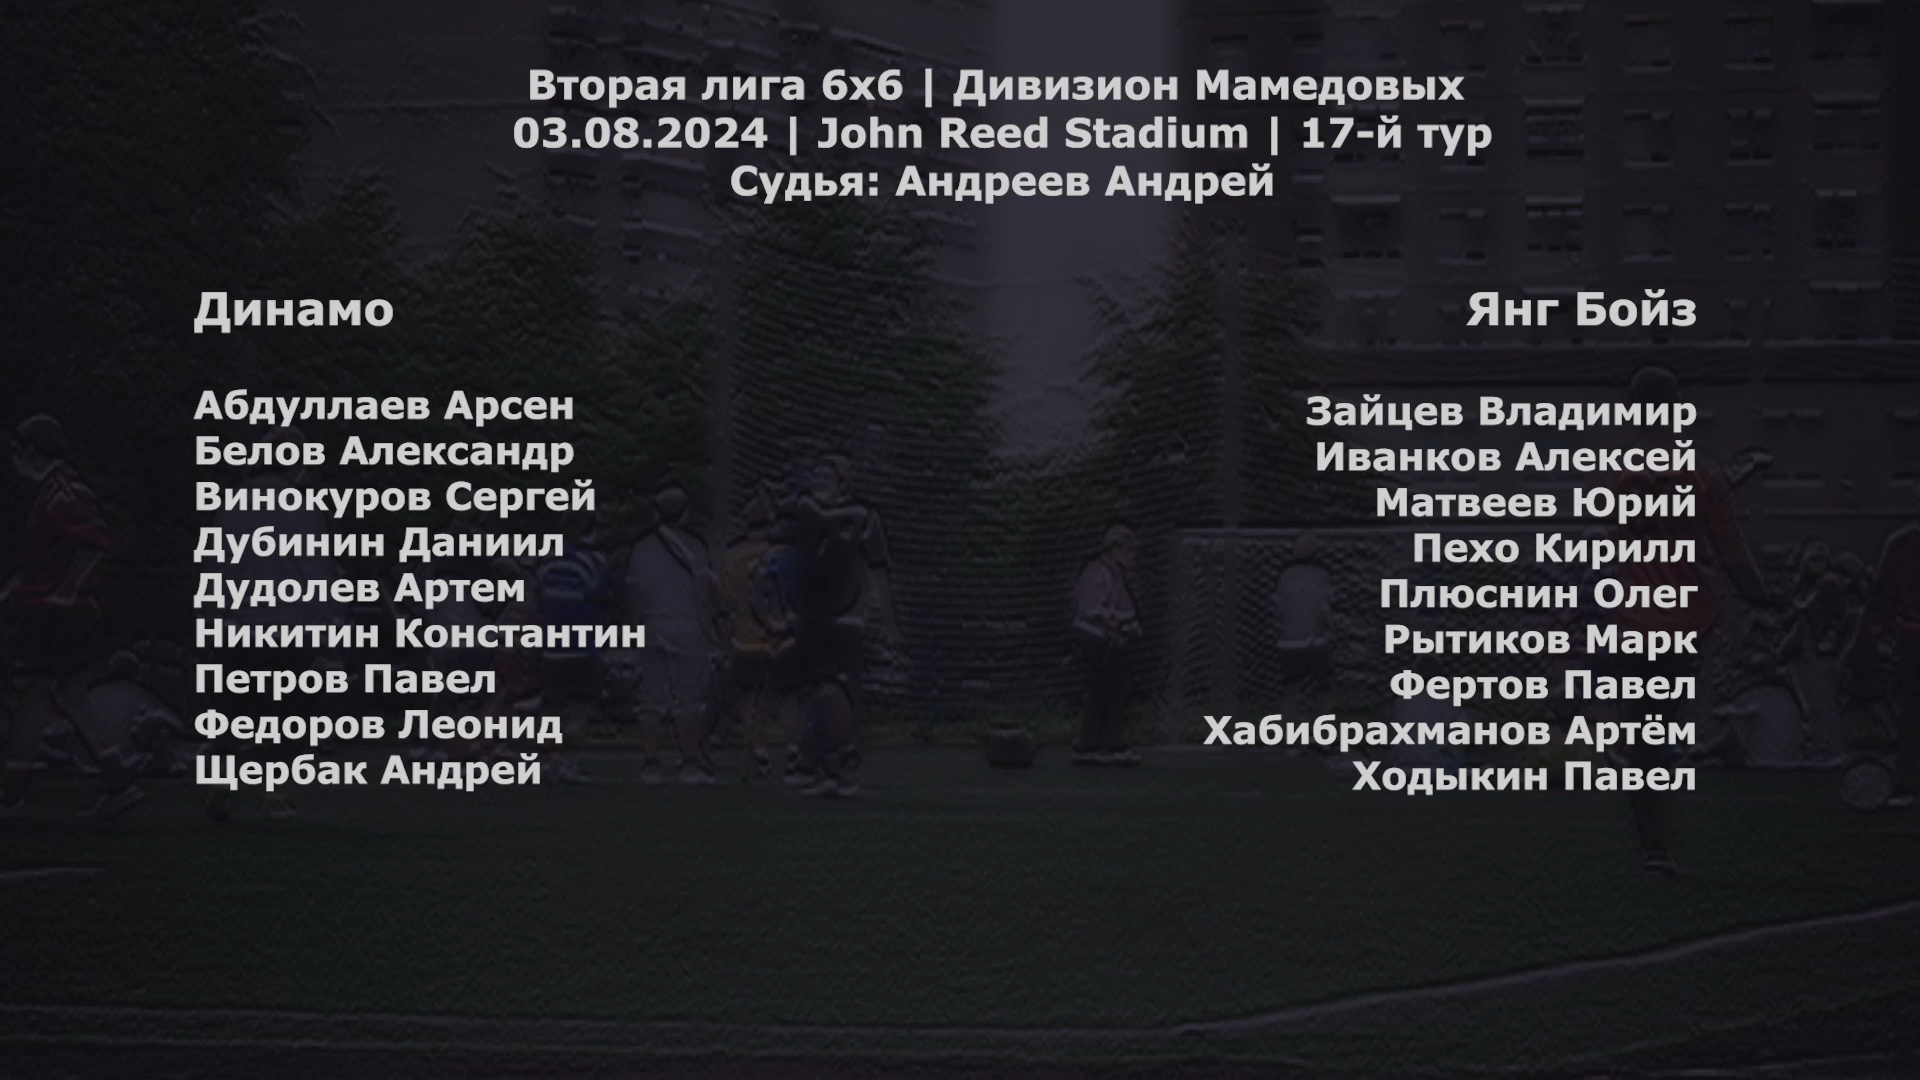 Вторая лига 6х6 | Дивизион Мамедовых
03.08.2024 | John Reed Stadium | 17-й тур
Судья: Андреев Андрей
Динамо
Абдуллаев Арсен
Белов Александр
Винокуров Сергей
Дубинин Даниил
Дудолев Артем
Никитин Константин
Петров Павел
Федоров Леонид
Щербак Андрей
Янг Бойз
Зайцев Владимир
Иванков Алексей
Матвеев Юрий
Пехо Кирилл
Плюснин Олег
Рытиков Марк
Фертов Павел
Хабибрахманов Артём
Ходыкин Павел